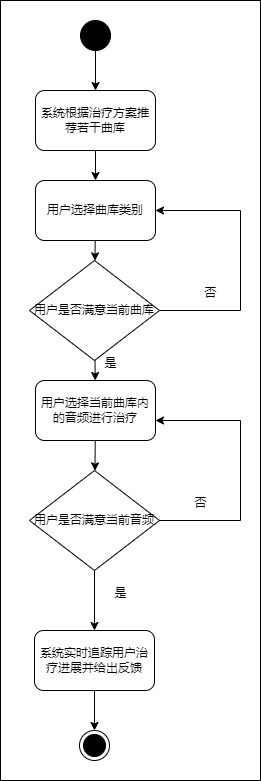 系统根据治疗方案推
荐若干曲库
用户选择曲库类别
用户是否满意当前曲库
否
是
用户选择当前曲库内
的音频进行治疗
用户是否满意当前音频
否
是
系统实时追踪用户治
疗进展并给出反馈